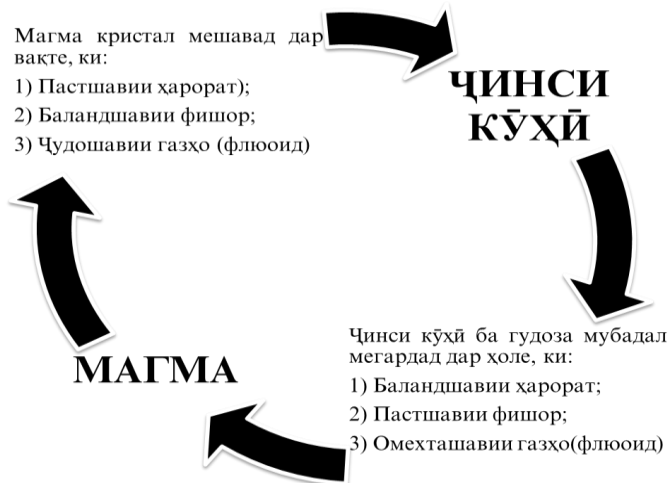 Магма кристал мешавад дар
вақте, ки:
1) Пастшавии ҳарорат);
2) Баландшавии фишор;
3) Ҷудошавии газҳо (флюоид)
ҶИНСИ
КӮҲӢ
Ҷинси кӯҳӣ ба гудоза мубадал
мегардад дар ҳоле, ки:
1) Баландшавии ҳарорат;
2) Пастшавии фишор;
3) Омехташавии газҳо(флюоид)
МАГМА